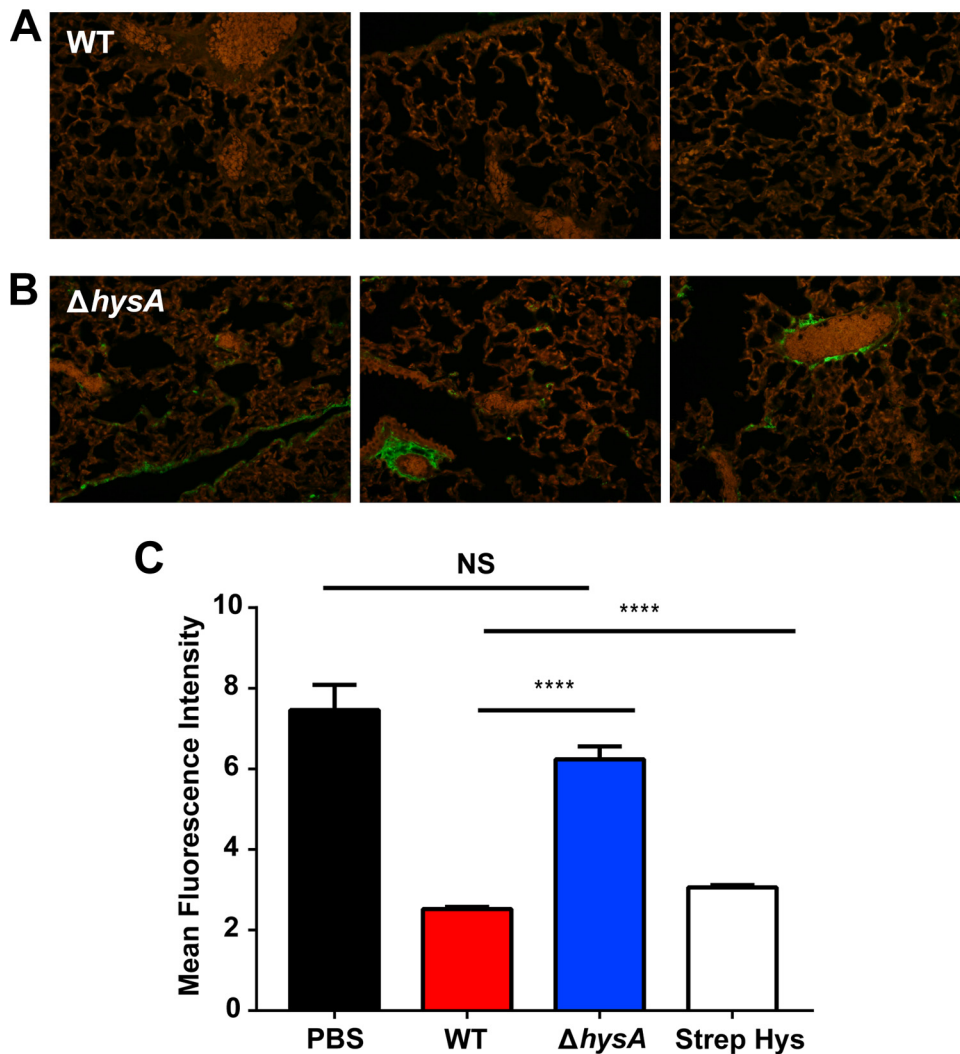 A
WT
B
ΔhysA
C
NS
****
****
Mean Fluorescence Intensity
10
8
6
4
2
0
PBS
WT
ΔhysA
Strep Hys